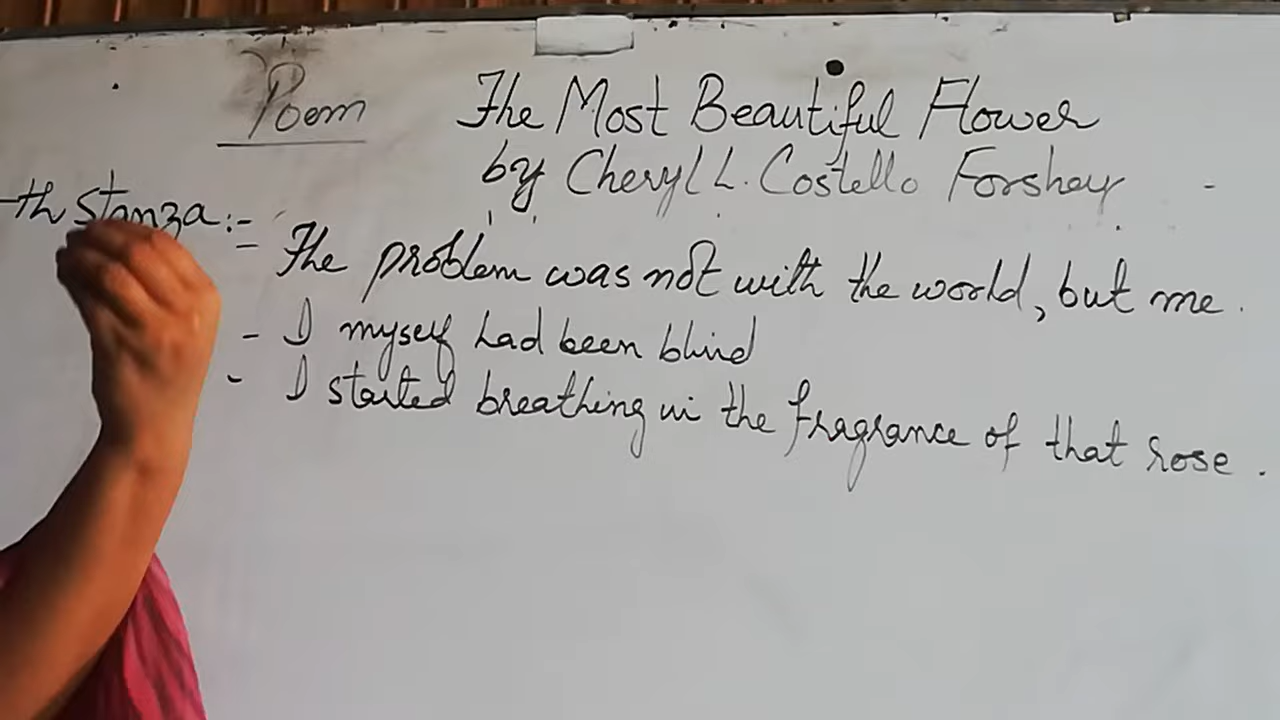 Poem The Most Beautiful Flower
by Cheryl L. Costello Forshey
th stanza:-
- The problem was not with the world, but me.
- I myself had been blind
- I started breathing in the fragrance of that rose.